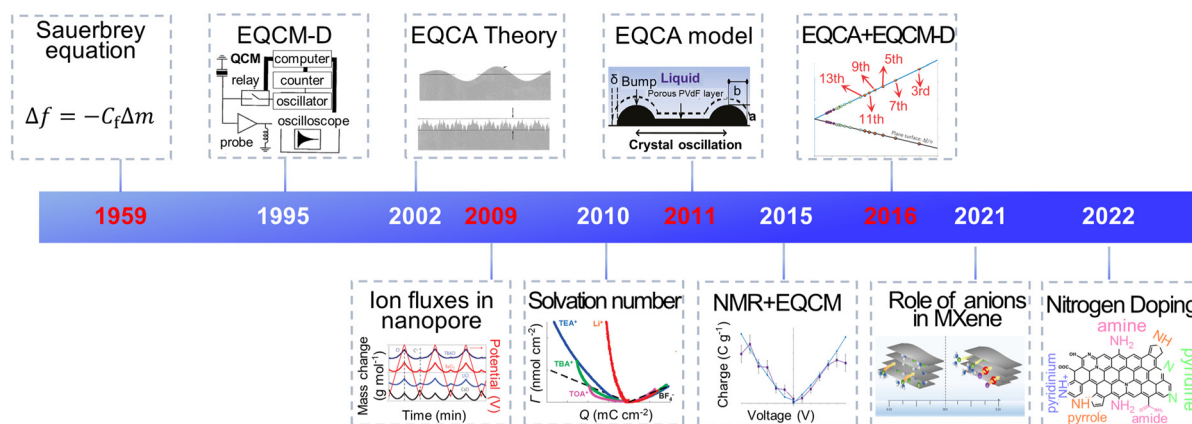 Sauerbrey
equation
Δf = −CfΔm
EQCM-D
QCM
computer
relay
counter
oscillator
oscilloscope
probe
EQCA Theory
EQCA model
δ
Bump
Liquid
b
Porous PVdF layer
a
Crystal oscillation
EQCA+EQCM-D
13th
9th
5th
3rd
7th
11th
Plane surface:
1959
1995
2002
2009
2010
2011
2015
2016
2021
2022
Ion fluxes in
nanopore
Mass change
(g mol-1)
Potential (V)
Time (min)
Solvation number
Γ (nmol cm-2)
TEA+
Li+
TBA+
TOA+
BF4-
Q (mC cm-2)
NMR+EQCM
Charge (C g-1)
Voltage (V)
Role of anions
in MXene
Nitrogen Doping
amine
NH2
NH
N
pyridine
pyridinium
NH+
N
NH
NH2
pyrrole
amide